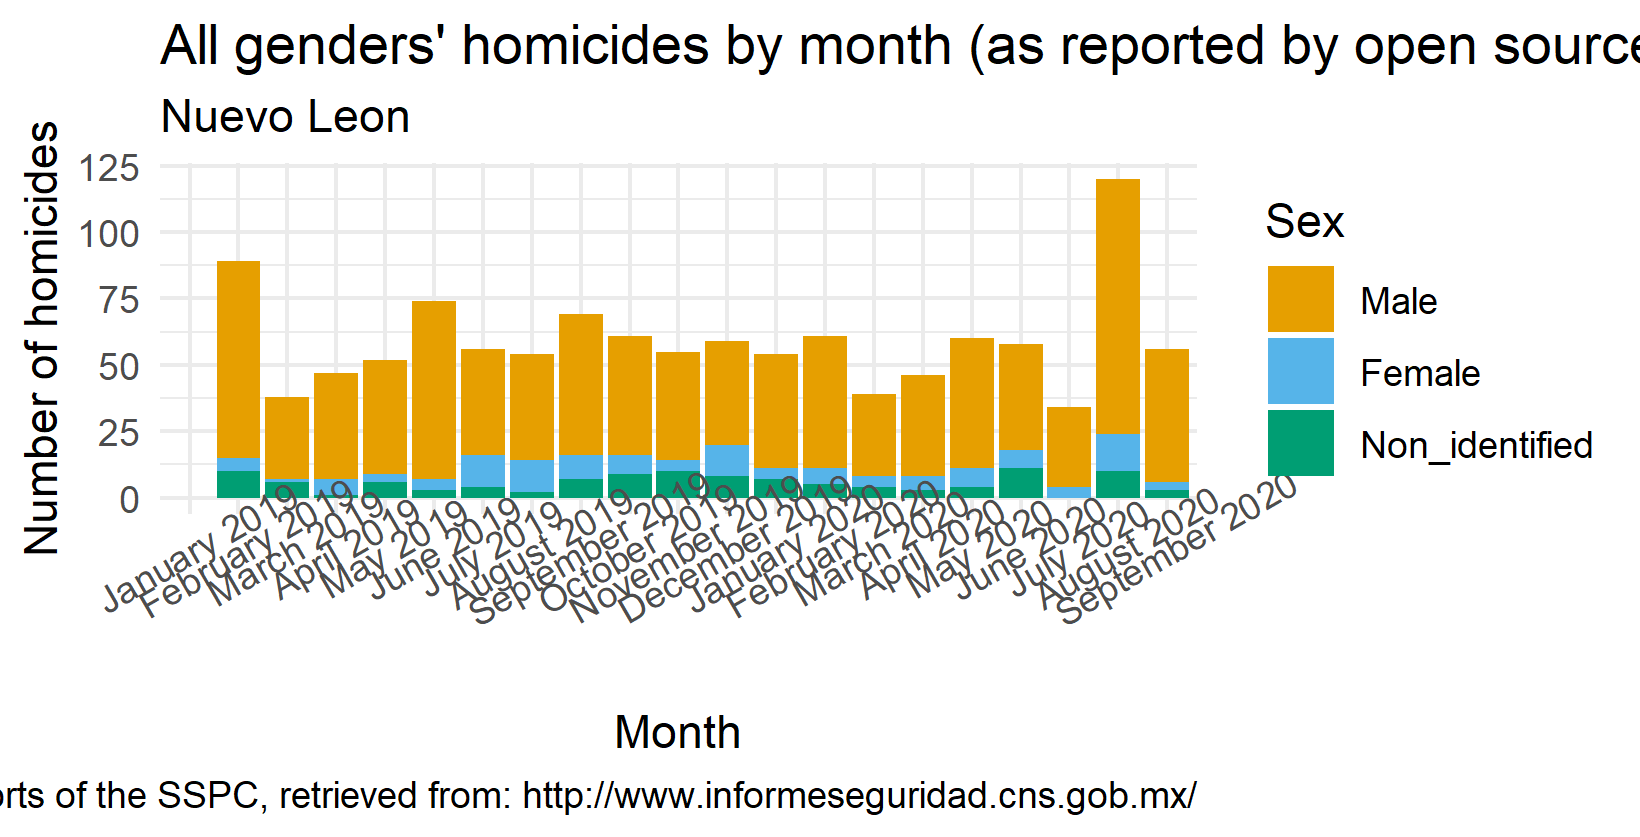 All genders' homicides by month (as reported by open source
Nuevo Leon
Number of homicides
125
100
75
50
25
0
January 2019
February 2019
March 2019
April 2019
May 2019
June 2019
July 2019
August 2019
September 2019
October 2019
November 2019
December 2019
January 2020
February 2020
March 2020
April 2020
May 2020
June 2020
July 2020
August 2020
September 2020
Month
Sex
Male
Female
Non_identified
orts of the SSPC, retrieved from: http://www.informeseguridad.cns.gob.mx/